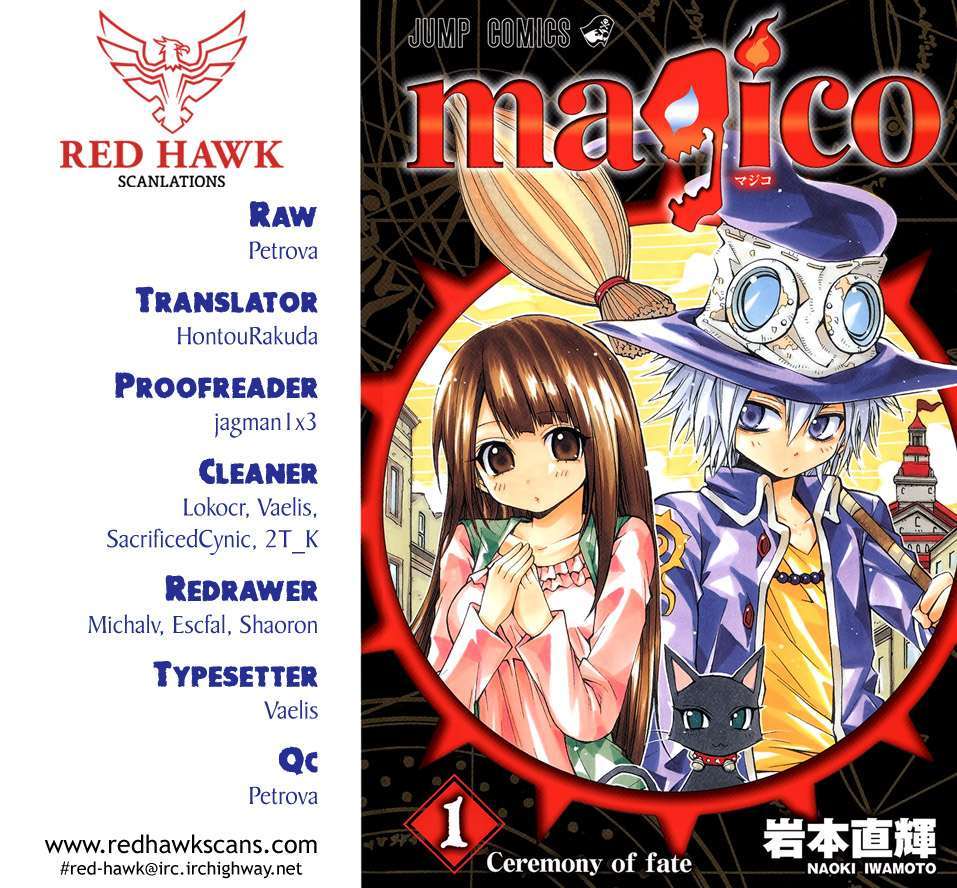 RED HAWK
SCANLATIONS
RAW
Petrova
TRANSLATOR
HontouRakuda
PROOFREADER
jagman1x3
CLEANER
Lokocr, Vaelis,
SacrificedCynic, 2T_K
REDRAWER
Michalv, Escfal, Shaoron
TYPESETTER
Vaelis
QC
Petrova
www.redhawkscans.com
#red-hawk@irc.irchighway.net
JUMP COMICS
magico
マジコ
1
Ceremony of fate
岩本直輝
NAOKI IWAMOTO